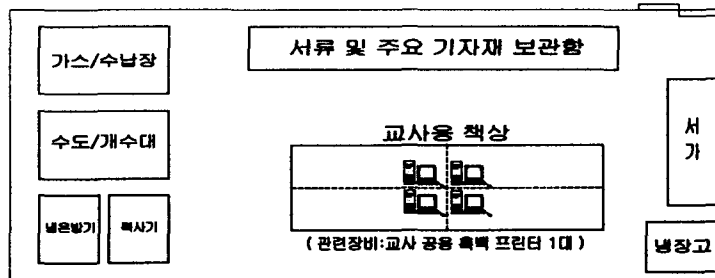 가스/수납장
서류 및 주요 기자재 보관함
수도/개수대
교사용 책상
서
가
냉온방기
복사기
(관련장비:교사 공용 흑백 프린터 1대)
냉장고